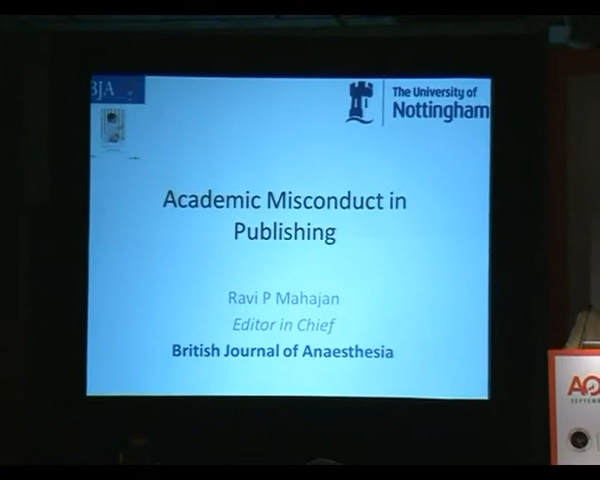 BJA
The University of
Nottingham
Academic Misconduct in
Publishing
Ravi P Mahajan
Editor in Chief
British Journal of Anaesthesia